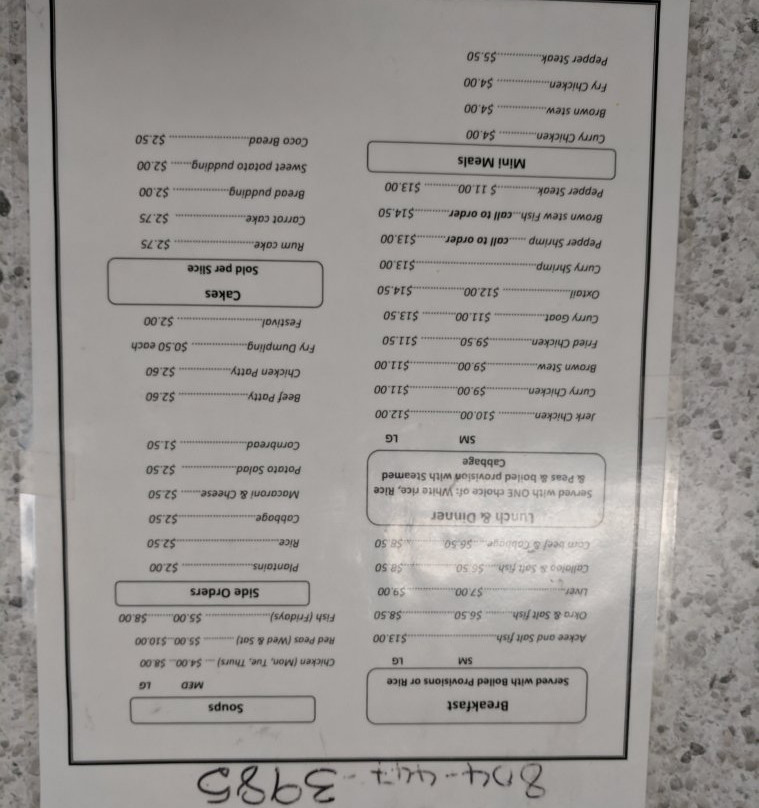 804-447-3985
Breakfast
Served with Boiled Provisions or Rice
SM LG
Ackee and Salt fish..............................$13.00
Okra & Salt fish......... $6.50 ..............$8.50
Liver.........................$7.00..............$9.00
Callaloo & Salt fish.... $6.50 ..............$8.50
Corn beef & Cabbage ....$6.50............ $8.50
Lunch & Dinner
Served with ONE choice of: White rice, Rice
& Peas & boiled provision with Steamed
Cabbage
SM LG
Jerk Chicken............ $10.00..............$12.00
Curry Chicken..............$9.00..............$11.00
Brown Stew.................$9.00..............$11.00
Fried Chicken..............$9.50 ............. $11.50
Curry Goat.................. $11.00........... $13.50
Oxtail.......................... $12.00..............$14.50
Curry Shrimp..........................................$13.00
Pepper Shrimp ......call to order..........$13.00
Brown stew Fish...call to order............$14.50
Pepper Steak..............$ 11.00............ $13.00
Mini Meals
Curry Chicken............. $4.00
Brown stew.................. $4.00
Fry Chicken.................. $4.00
Pepper Steak...............$5.50
Soups
MED LG
Chicken (Mon, Tue, Thurs) .... $4.00... $8.00
Red Peas (Wed & Sat) .......... $5.00...$10.00
Fish (Fridays)...................... $5.00.........$8.00
Side Orders
Plantains......................... $2.00
Rice...................................$2.50
Cabbage...........................$2.50
Macaroni & Cheese....... $2.50
Potato Salad................... $2.50
Cornbread...................... $1.50
Beef Patty....................... $2.60
Chicken Patty................. $2.60
Fry Dumpling................. $0.50 each
Festival............................ $2.00
Cakes
Sold per Slice
Rum cake........................ $2.75
Carrot cake..................... $2.75
Bread pudding.................. $2.00
Sweet potato pudding....... $2.00
Coco Bread....................... $2.50